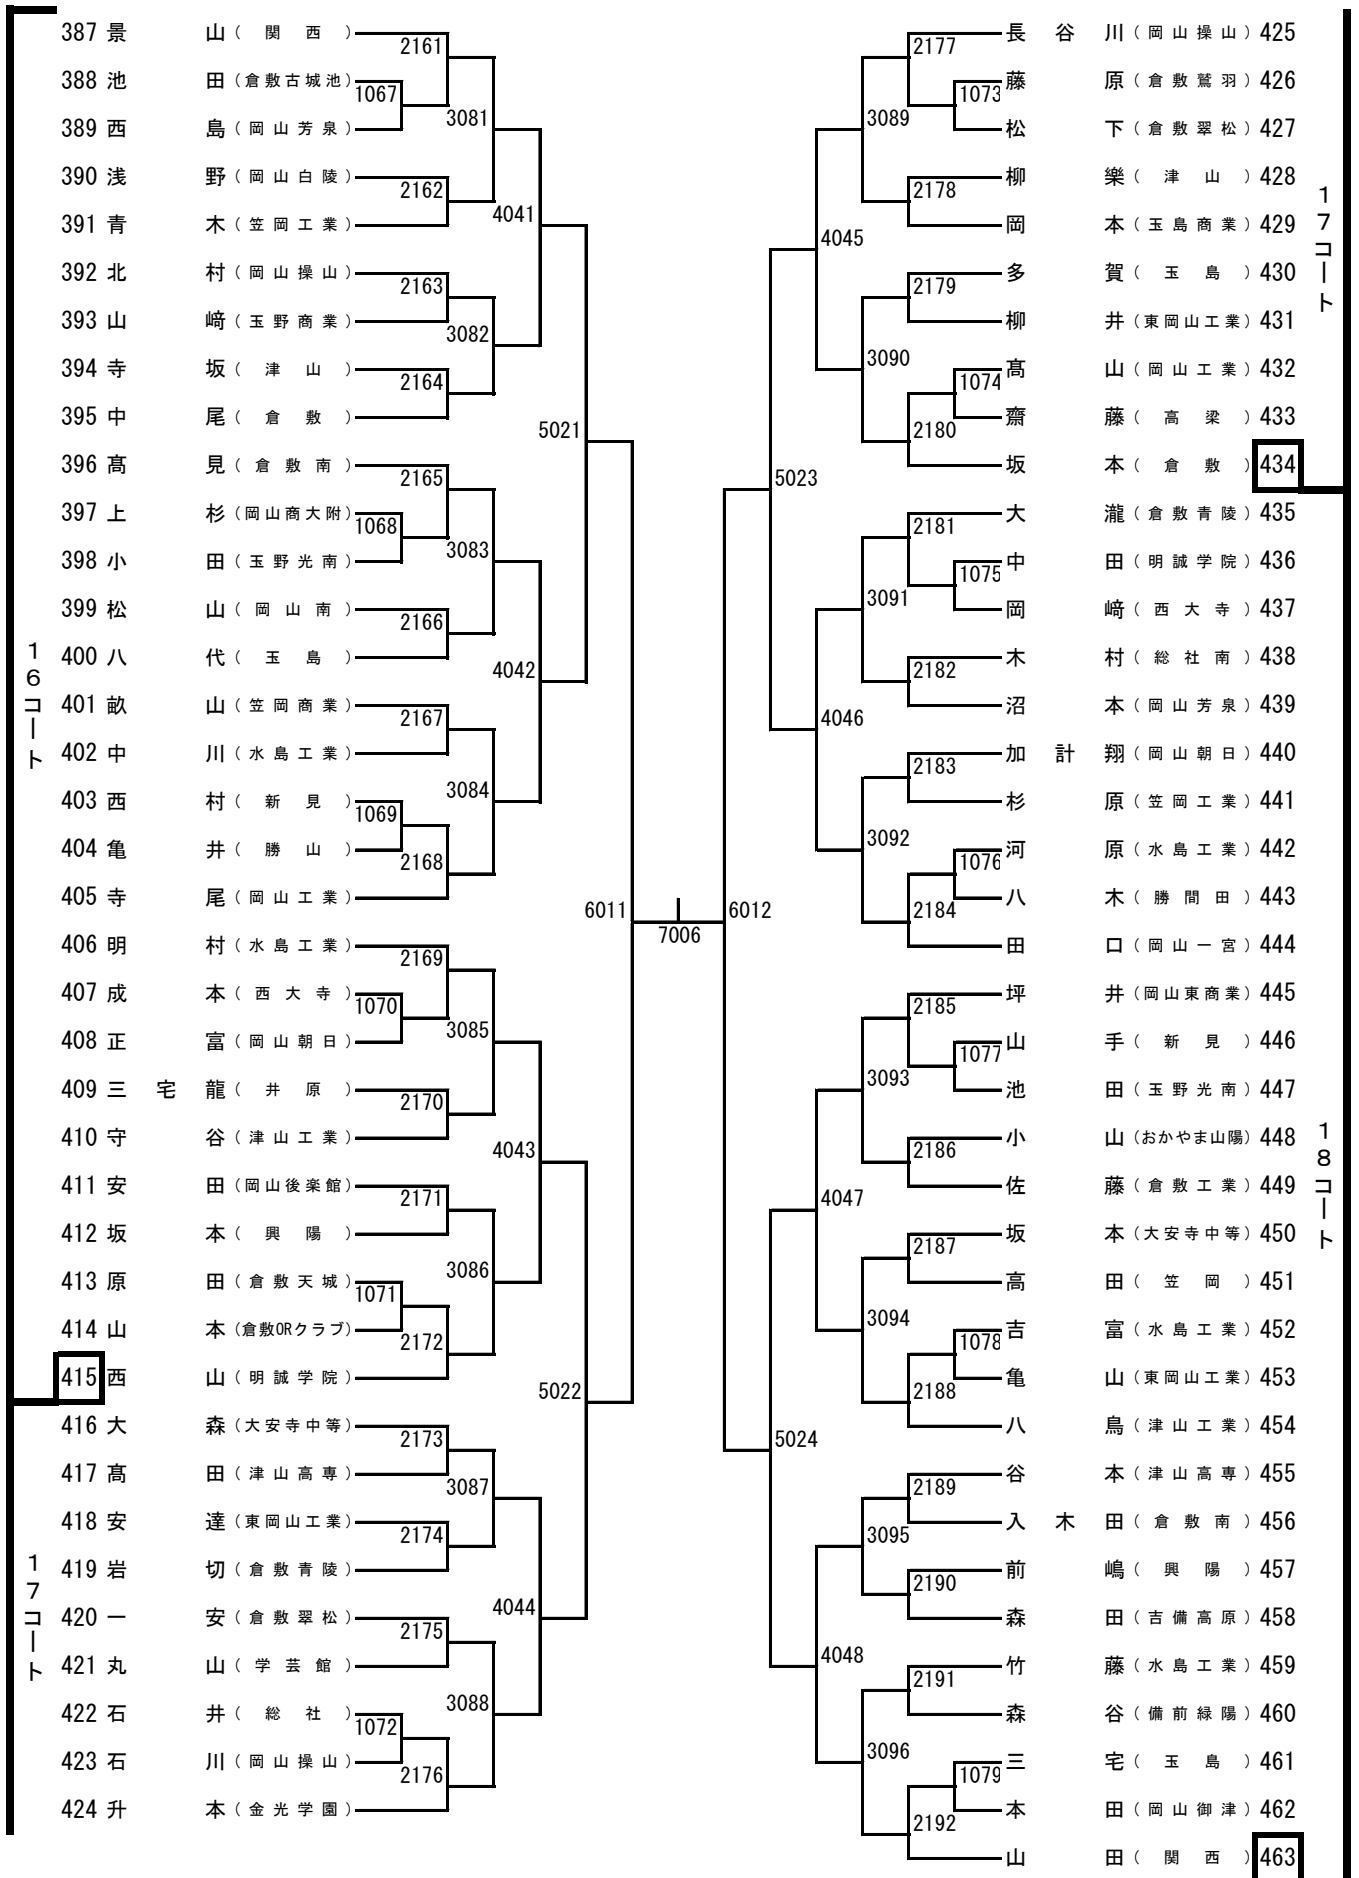 387 景山（関西）
388 池田（倉敷古城池）
389 西島（岡山芳泉）
390 浅野（岡山白陵）
391 青木（笠岡工業）
392 北村（岡山操山）
393 山﨑（玉野商業）
394 寺坂（津山）
395 中尾（倉敷）
396 髙見（倉敷南）
397 上杉（岡山商大附）
398 小田（玉野光南）
399 松山（岡山南）
400 八代（玉島）
401 畝山（笠岡商業）
402 中川（水島工業）
403 西村（新見）
404 亀井（勝山）
405 寺尾（岡山工業）
406 明村（水島工業）
407 成本（西大寺）
408 正富（岡山朝日）
409 三宅龍（井原）
410 守谷（津山工業）
411 安田（岡山後楽館）
412 坂本（興陽）
413 原田（倉敷天城）
414 山本（倉敷ORクラブ）
415 西山（明誠学院）
416 大森（大安寺中等）
417 髙田（津山高専）
418 安達（東岡山工業）
419 岩切（倉敷青陵）
420 一安（倉敷翠松）
421 丸山（学芸館）
422 石井（総社）
423 石川（岡山操山）
424 升本（金光学園）
16コート
17コート
1067
1068
1069
1070
1071
1072
2161
2162
2163
2164
2165
2166
2167
2168
2169
2170
2171
2172
2173
2174
2175
2176
3081
3082
3083
3084
3085
3086
3087
3088
4041
4042
4043
4044
5021
5022
6011
7006
6012
5023
5024
4045
4046
4047
4048
3089
3090
3091
3092
3093
3094
3095
3096
2177
2178
2179
2180
2181
2182
2183
2184
2185
2186
2187
2188
2189
2190
2191
2192
1073
1074
1075
1076
1077
1078
1079
長谷川（岡山操山）425
藤原（倉敷鷲羽）426
松下（倉敷翠松）427
柳樂（津山）428
岡本（玉島商業）429
多賀（玉島）430
柳井（東岡山工業）431
髙山（岡山工業）432
齋藤（高梁）433
坂本（倉敷）434
大瀧（倉敷青陵）435
中田（明誠学院）436
岡﨑（西大寺）437
木村（総社南）438
沼本（岡山芳泉）439
加計翔（岡山朝日）440
杉原（笠岡工業）441
河原（水島工業）442
八木（勝間田）443
田口（岡山一宮）444
坪井（岡山東商業）445
山手（新見）446
池田（玉野光南）447
小山（おかやま山陽）448
佐藤（倉敷工業）449
坂本（大安寺中等）450
高田（笠岡）451
吉富（水島工業）452
亀山（東岡山工業）453
八鳥（津山工業）454
谷本（津山高専）455
入木田（倉敷南）456
前嶋（興陽）457
森田（吉備高原）458
竹藤（水島工業）459
森谷（備前緑陽）460
三宅（玉島）461
本田（岡山御津）462
山田（関西）463
17コート
18コート